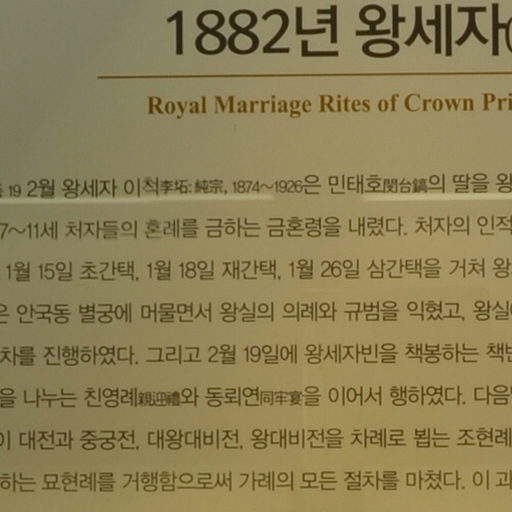 1882년 왕세자(
Royal Marriage Rites of Crown Pri
19 2월 왕세자 이척李坧: 純宗, 1874~1926은 민태호閔台鎬의 딸을 왕
7~11세 처자들의 혼례를 금하는 금혼령을 내렸다. 처자의 인적
1월 15일 초간택, 1월 18일 재간택, 1월 26일 삼간택을 거쳐 왕
은 안국동 별궁에 머물면서 왕실의 의례와 규범을 익혔고, 왕실
차를 진행하였다. 그리고 2월 19일에 왕세자빈을 책봉하는 책빈
을 나누는 친영례親迎禮와 동뢰연同牢宴을 이어서 행하였다. 다음
이 대전과 중궁전, 대왕대비전, 왕대비전을 차례로 뵙는 조현례
하는 묘현례를 거행함으로써 가례의 모든 절차를 마쳤다. 이 과